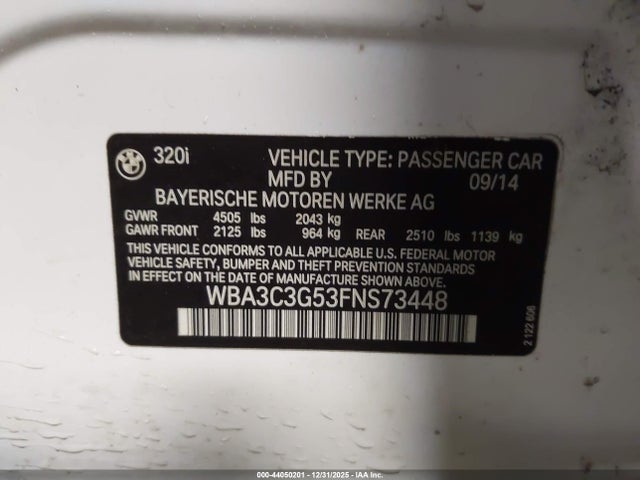 320i VEHICLE TYPE: PASSENGER CAR
MFD BY 09/14
BAYERISCHE MOTOREN WERKE AG
GVWR 4505 lbs 2043 kg
GAWR FRONT 2125 lbs 964 kg REAR 2510 lbs 1139 kg
THIS VEHICLE CONFORMS TO ALL APPLICABLE U.S. FEDERAL MOTOR
VEHICLE SAFETY, BUMPER AND THEFT PREVENTION STANDARDS
IN EFFECT ON THE DATE OF MANUFACTURE SHOWN ABOVE.
WBA3C3G53FNS73448
2 122 606
000-44050201 - 12/31/2025 - IAA Inc.